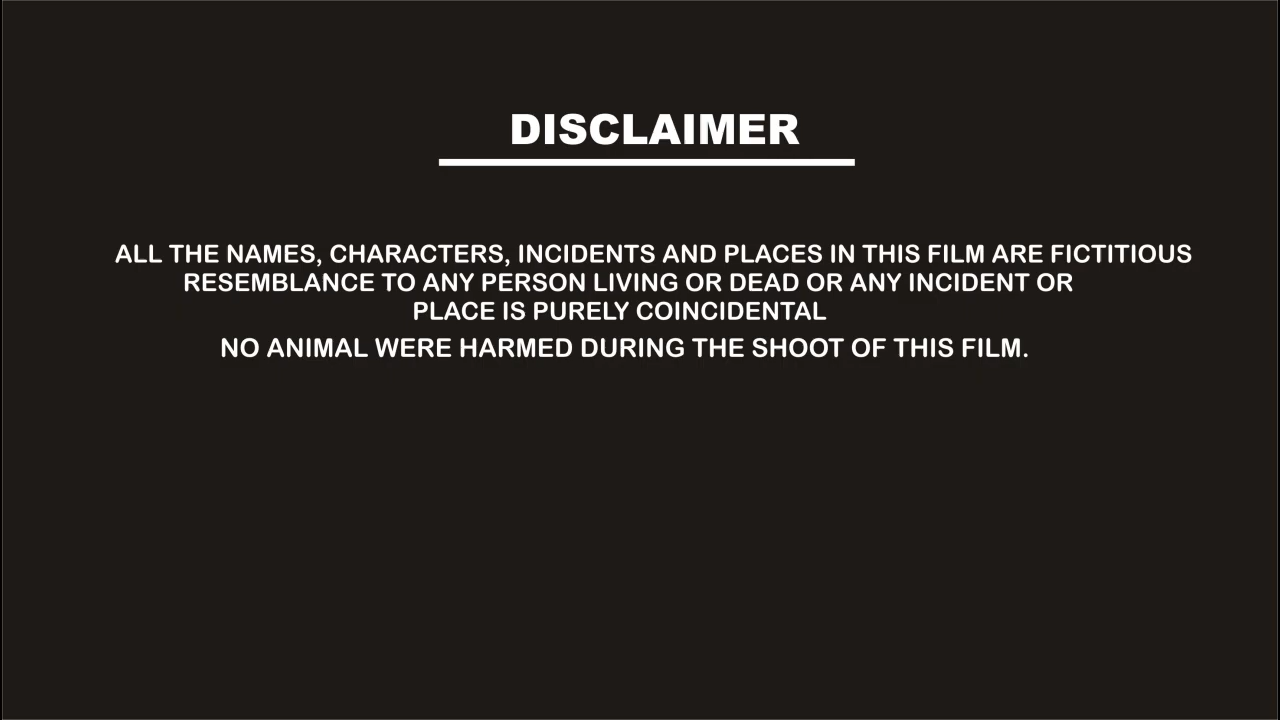 DISCLAIMER
ALL THE NAMES, CHARACTERS, INCIDENTS AND PLACES IN THIS FILM ARE FICTITIOUS
RESEMBLANCE TO ANY PERSON LIVING OR DEAD OR ANY INCIDENT OR
PLACE IS PURELY COINCIDENTAL
NO ANIMAL WERE HARMED DURING THE SHOOT OF THIS FILM.